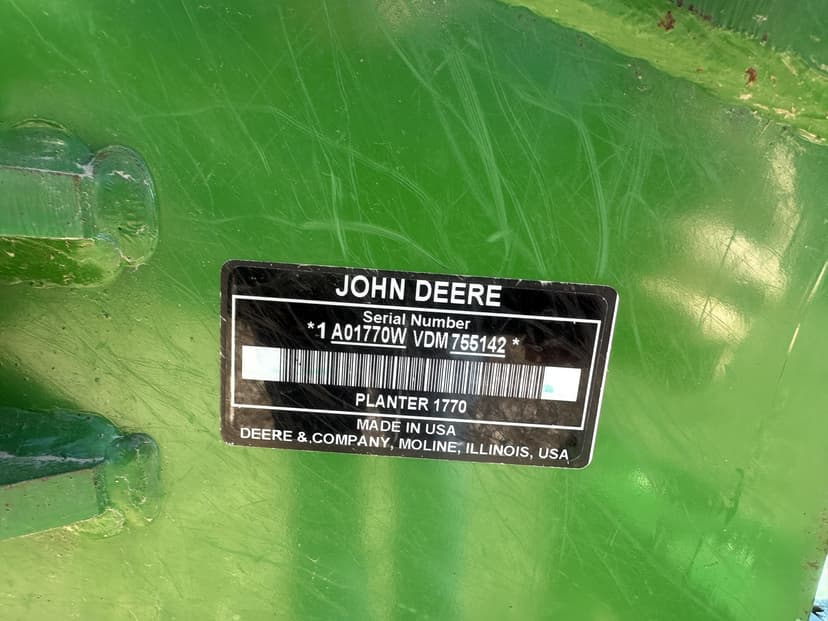 JOHN DEERE
Serial Number
*1 A01770W VDM 755142 *
PLANTER 1770
MADE IN USA
DEERE & COMPANY, MOLINE, ILLINOIS, USA